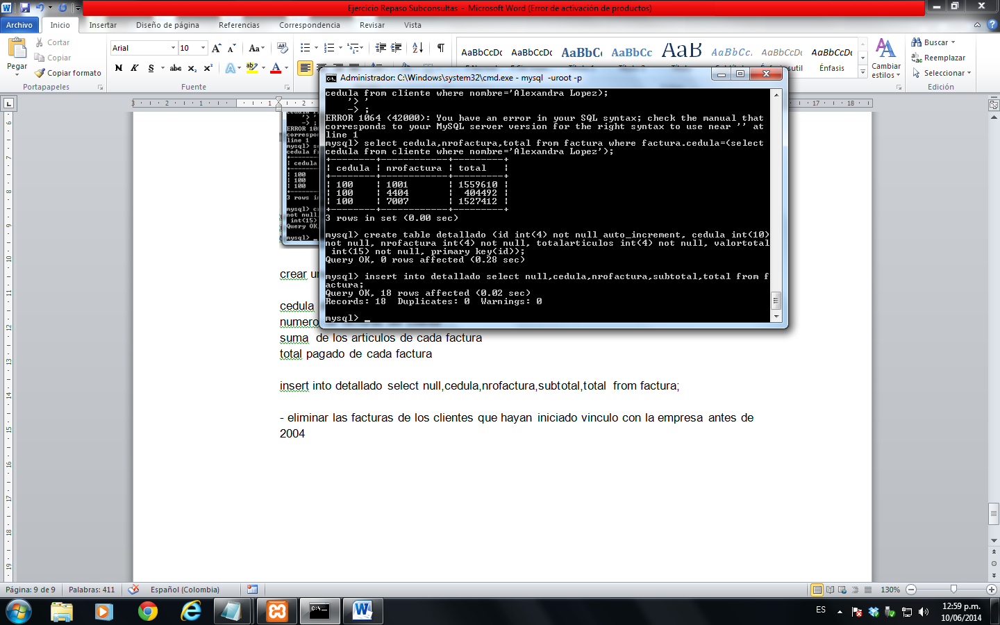 Ejercicio Repaso Subconsultas - Microsoft Word (Error de activación de productos)
Archivo Inicio Insertar Diseño de página Referencias Correspondencia Revisar Vista
Pegar
Cortar
Copiar
Copiar formato
Portapapeles
Arial 10
N K S abc x₂ x² A ab A
Fuente
AaBbCcDc AaBbCcDc AaBbC AaBbCc AaB AaBbCc. AaBbCcDc AaBbCcDc
Énfasis
Cambiar estilos
Buscar
Reemplazar
Seleccionar
Edición
Administrador: C:\Windows\system32\cmd.exe - mysql -uroot -p
cedula from cliente where nombre='Alexandra Lopez);
'> '
-> ;
ERROR 1064 (42000): You have an error in your SQL syntax; check the manual that
corresponds to your MySQL server version for the right syntax to use near '' at
line 1
mysql> select cedula,nrofactura,total from factura where factura.cedula=(select
cedula from cliente where nombre='Alexandra Lopez');
+--------+------------+---------+
| cedula | nrofactura | total |
+--------+------------+---------+
| 100 | 1001 | 1559610 |
| 100 | 4404 | 404492 |
| 100 | 7007 | 1527412 |
+--------+------------+---------+
3 rows in set (0.00 sec)
mysql> create table detallado (id int(4) not null auto_increment, cedula int(10)
not null, nrofactura int(4) not null, totalarticulos int(4) not null, valortotal
int(15) not null, primary key(id));
Query OK, 0 rows affected (0.28 sec)
mysql> insert into detallado select null,cedula,nrofactura,subtotal,total from f
actura;
Query OK, 18 rows affected (0.02 sec)
Records: 18 Duplicates: 0 Warnings: 0
mysql> _
crear
cedula
numero
suma de los articulos de cada factura
total pagado de cada factura
insert into detallado select null,cedula,nrofactura,subtotal,total from factura;
- eliminar las facturas de los clientes que hayan iniciado vinculo con la empresa antes de
2004
Página: 9 de 9 Palabras: 411 Español (Colombia) 130%
ES 12:59 p.m.
10/06/2014